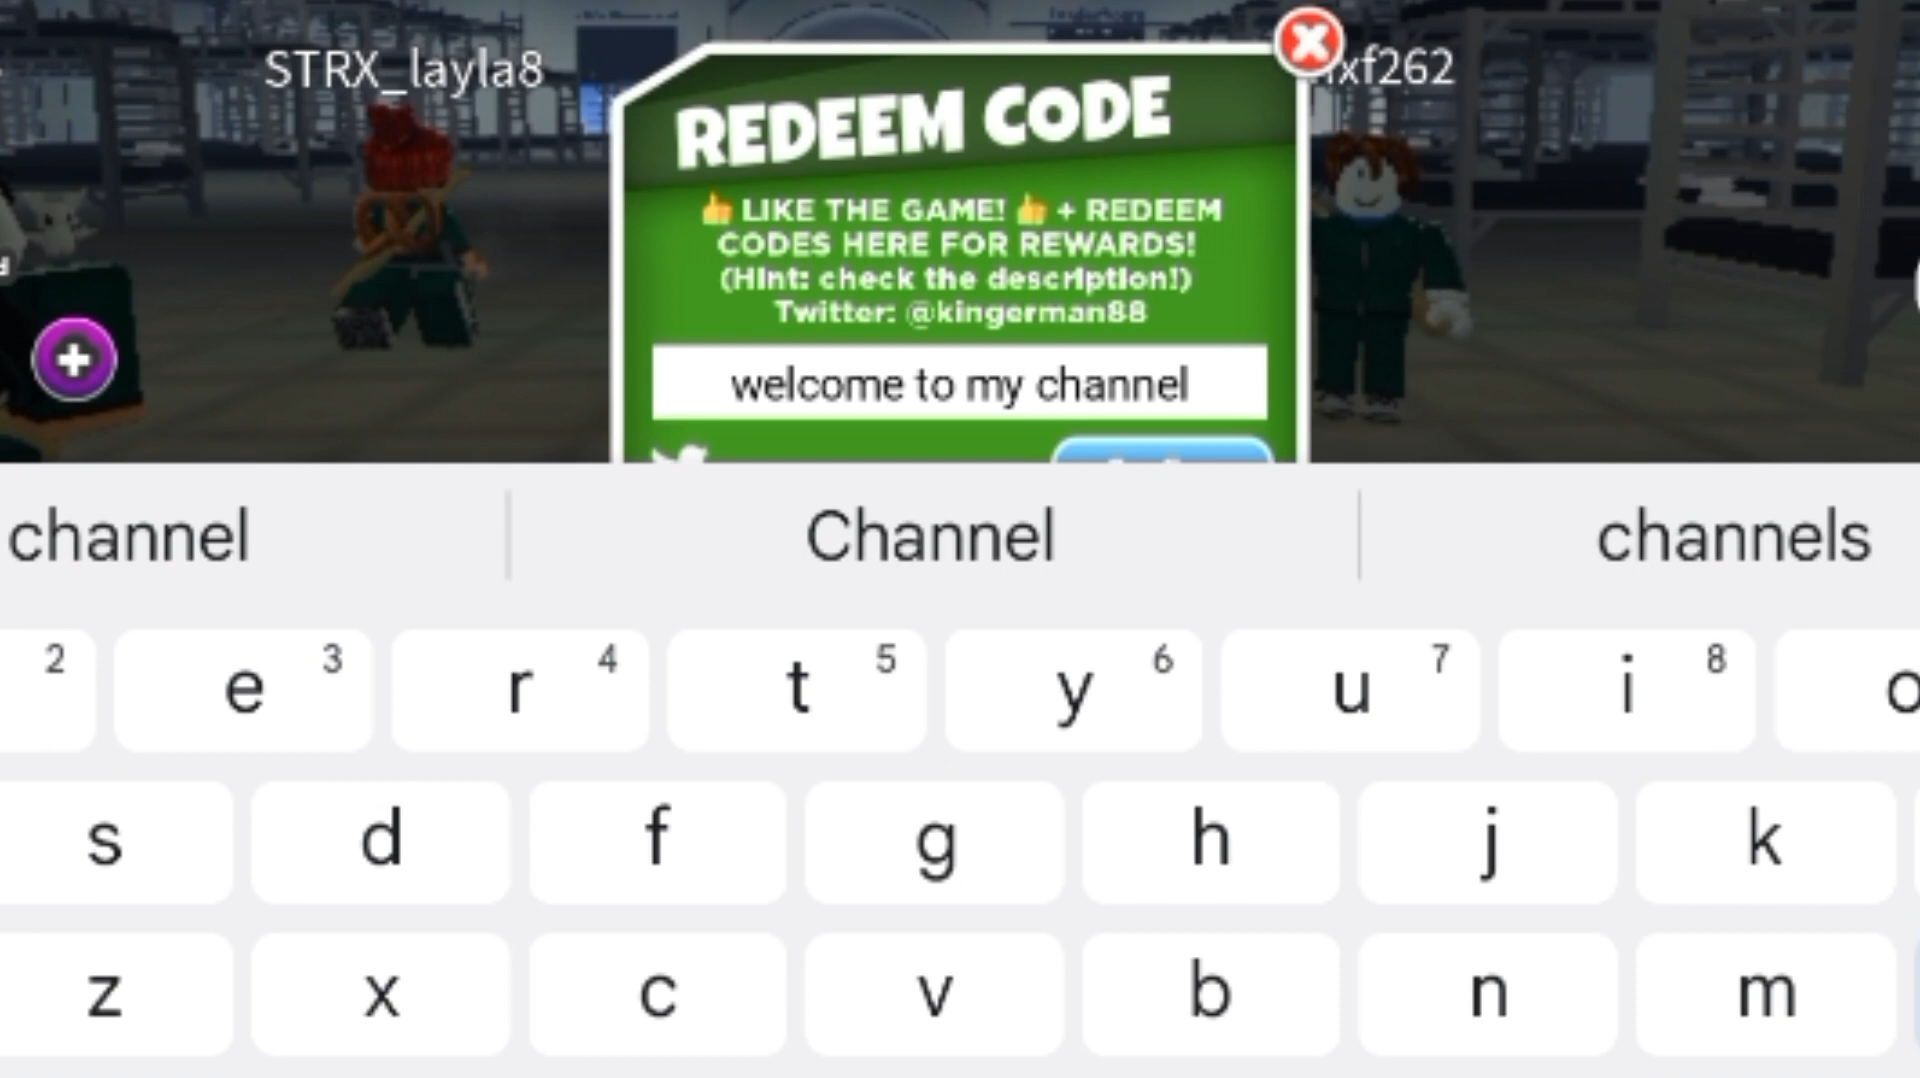 STRX_layla8
xf262
REDEEM CODE
👍 LIKE THE GAME! 👍 + REDEEM
CODES HERE FOR REWARDS!
(Hint: check the description!)
Twitter: @kingerman88
welcome to my channel
channel Channel channels
2 e 3 r 4 t 5 y 6 u 7 i 8 o
s d f g h j k
z x c v b n m